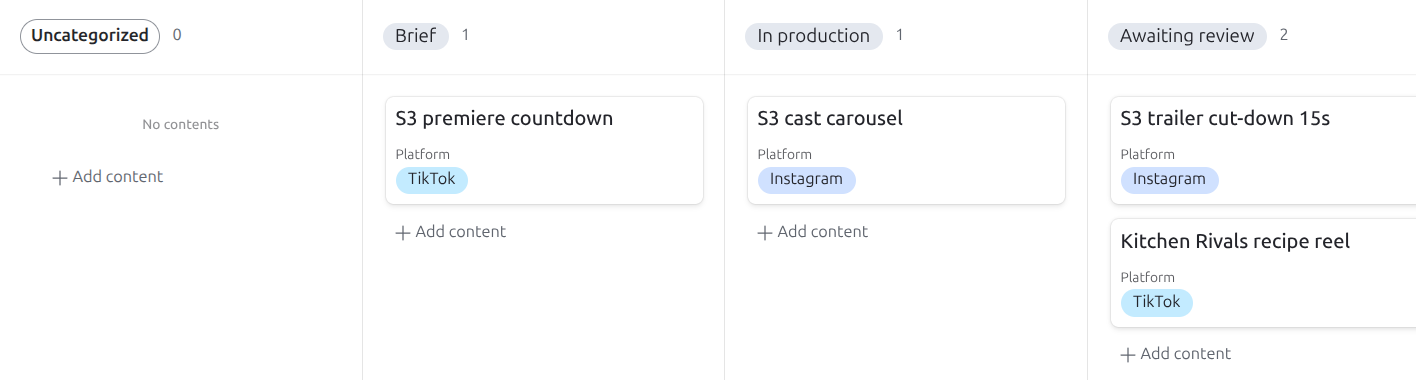 Uncategorized 0
No contents
Add content
Brief 1
S3 premiere countdown
Platform
TikTok
Add content
In production 1
S3 cast carousel
Platform
Instagram
Add content
Awaiting review 2
S3 trailer cut-down 15s
Platform
Instagram
Kitchen Rivals recipe reel
Platform
TikTok
Add content